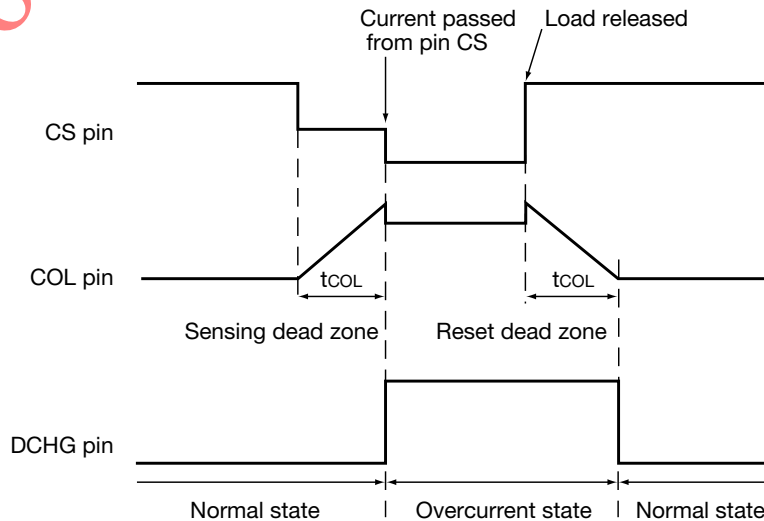 Current passed
from pin CS
Load released
CS pin
COL pin
tCOL
tCOL
Sensing dead zone
Reset dead zone
DCHG pin
Normal state
Overcurrent state
Normal state